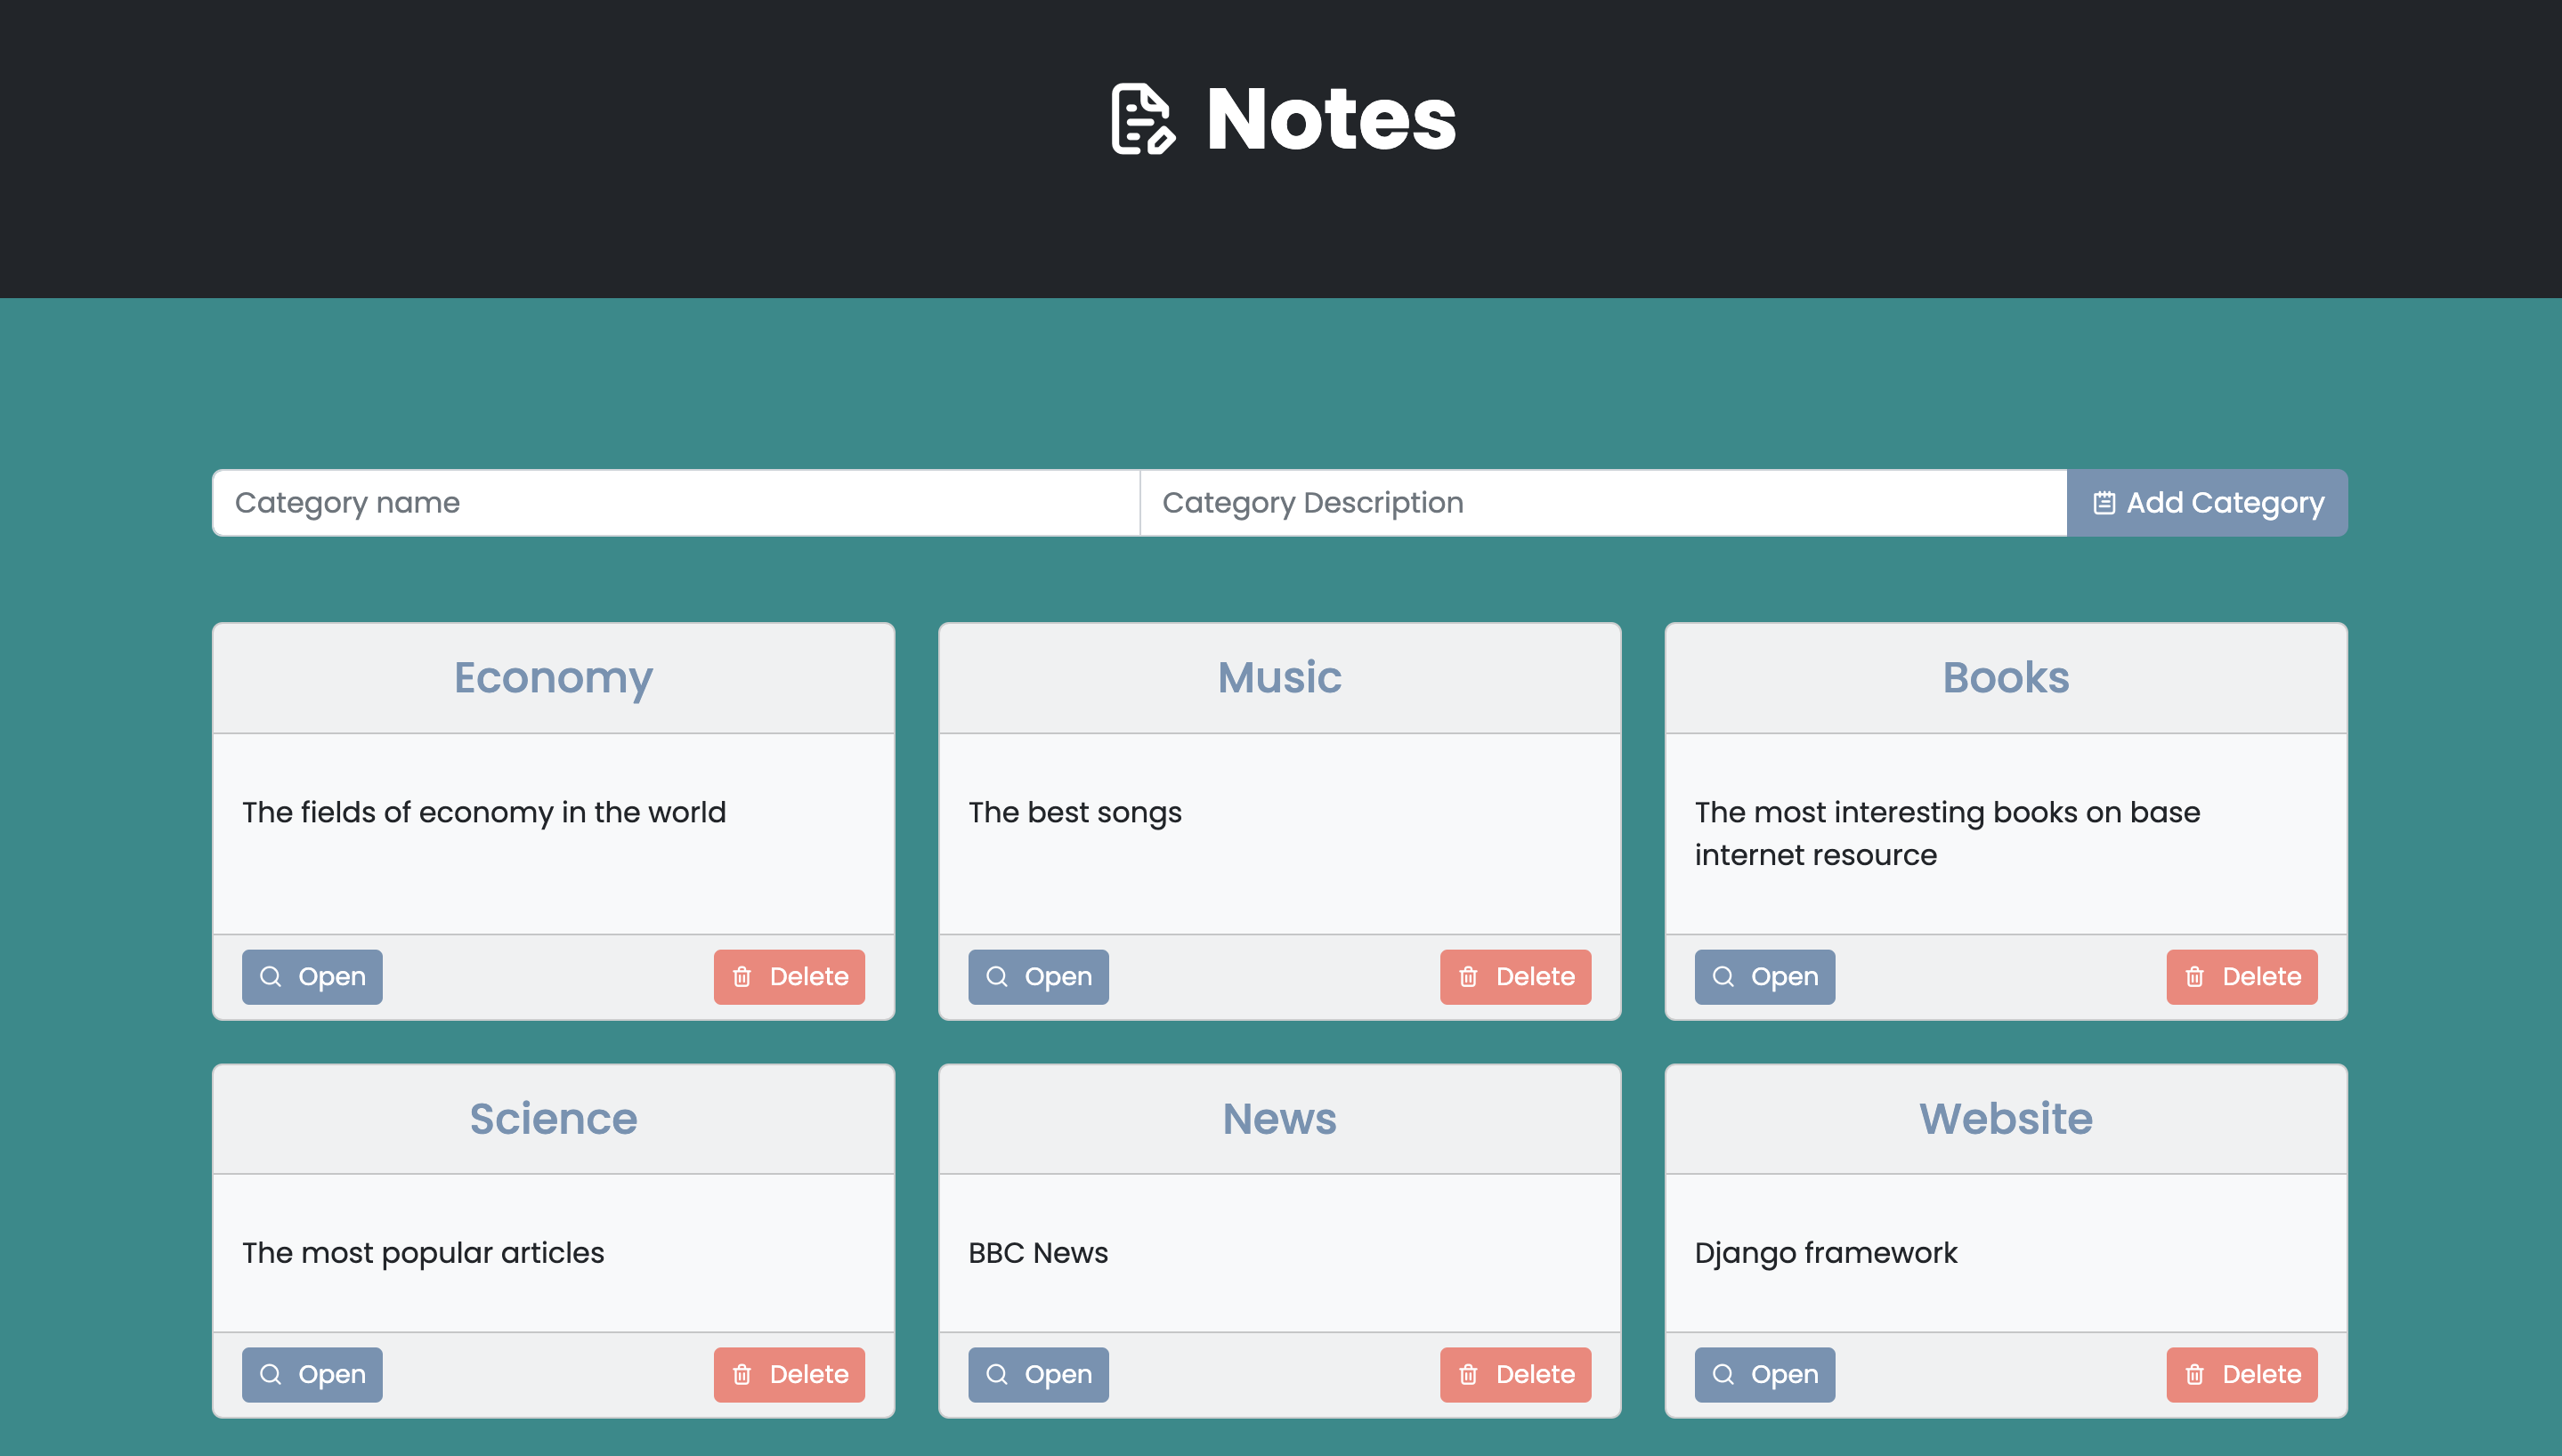 Notes
Category name
Category Description
Add Category
Economy
The fields of economy in the world
Open
Delete
Music
The best songs
Open
Delete
Books
The most interesting books on base
internet resource
Open
Delete
Science
The most popular articles
Open
Delete
News
BBC News
Open
Delete
Website
Django framework
Open
Delete